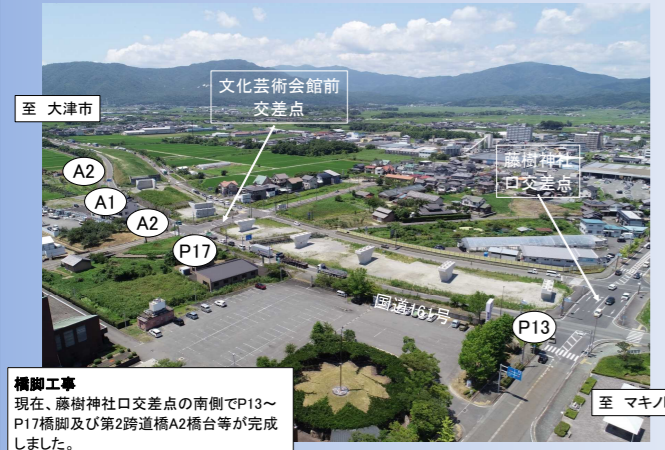 文化芸術会館前
交差点
至 大津市
藤樹神社
口交差点
A2
A1
A2
P17
国道161号
P13
橋脚工事
現在、藤樹神社口交差点の南側でP13～
P17橋脚及び第2跨道橋A2橋台等が完成
しました。
至 マキノ